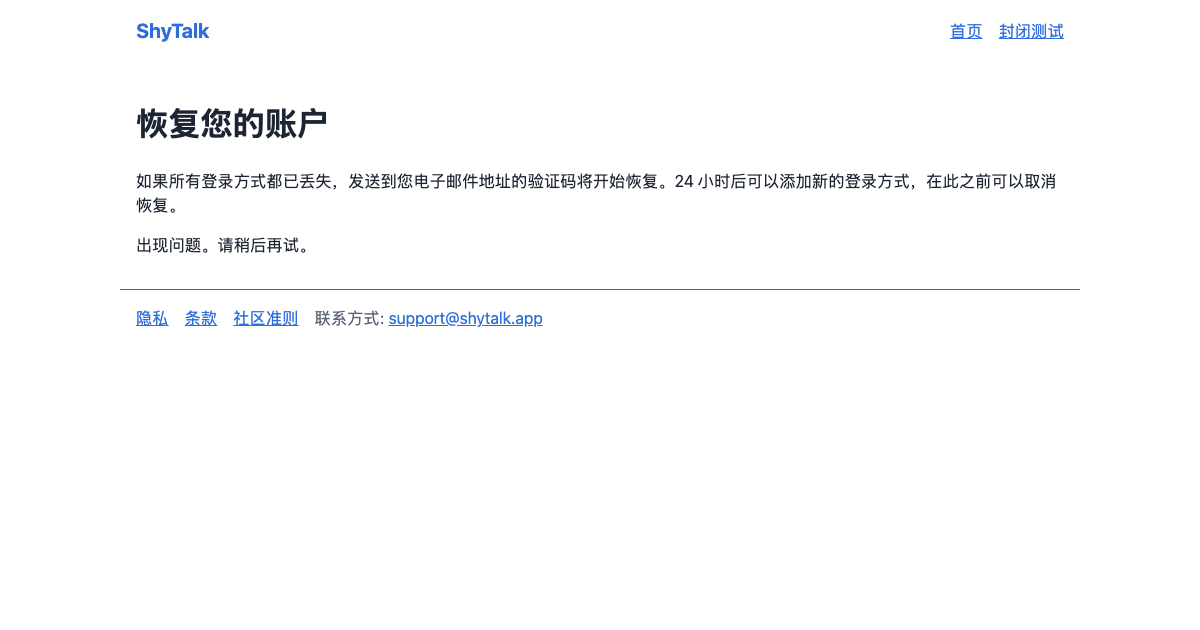 ShyTalk
首页 封闭测试
恢复您的账户
如果所有登录方式都已丢失，发送到您电子邮件地址的验证码将开始恢复。24 小时后可以添加新的登录方式，在此之前可以取消
恢复。
出现问题。请稍后再试。
隐私 条款 社区准则 联系方式: support@shytalk.app